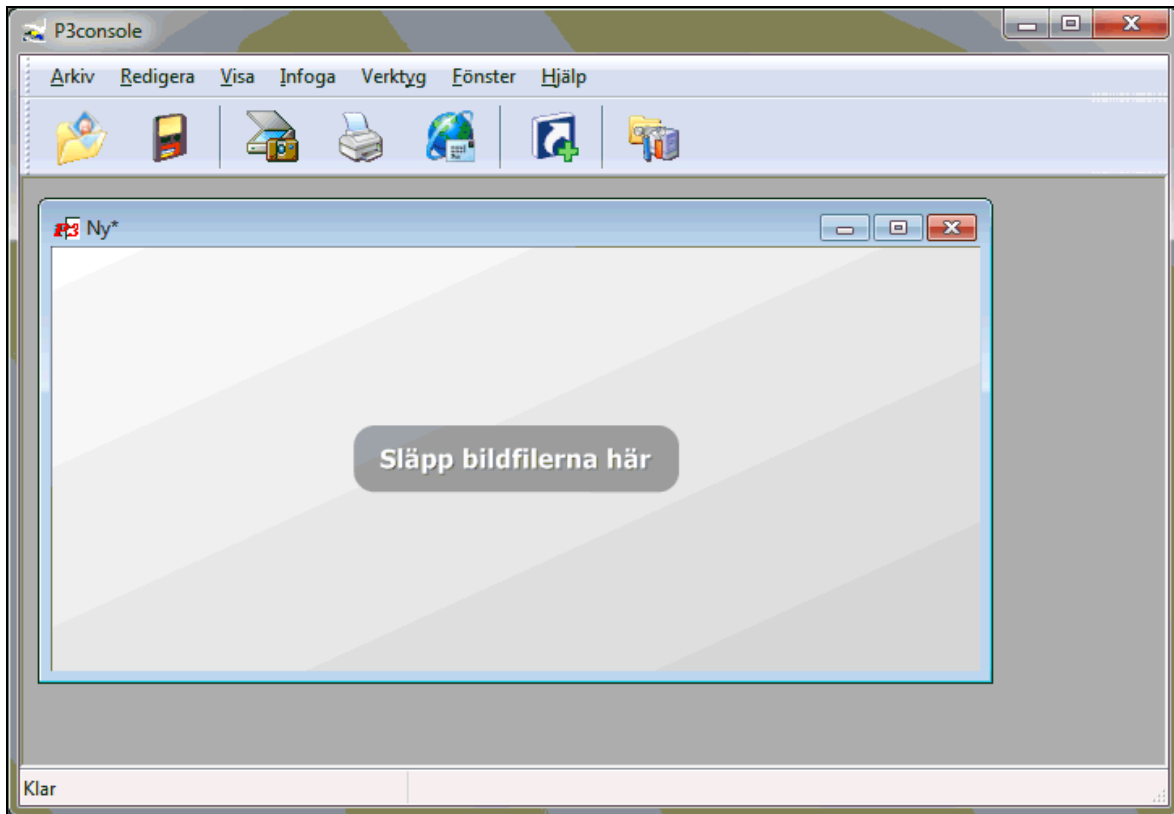 P3console
Arkiv Redigera Visa Infoga Verktyg Fönster Hjälp
P3 Ny*
Släpp bildfilerna här
Klar